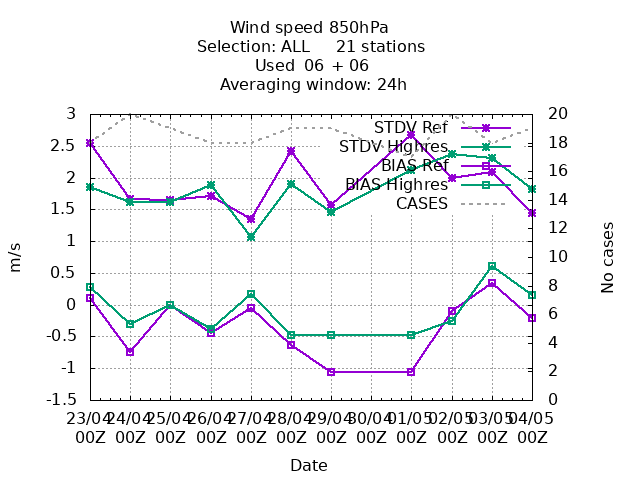 Wind speed 850hPa
Selection: ALL     21 stations
Used  06 + 06
Averaging window: 24h
STDV Ref
STDV Highres
BIAS Ref
BIAS Highres
CASES
3
2.5
2
1.5
1
0.5
0
-0.5
-1
-1.5
20
18
16
14
12
10
8
6
4
2
0
m/s
No cases
23/04 24/04 25/04 26/04 27/04 28/04 29/04 30/04 01/05 02/05 03/05 04/05
00Z 00Z 00Z 00Z 00Z 00Z 00Z 00Z 00Z 00Z 00Z 00Z
Date